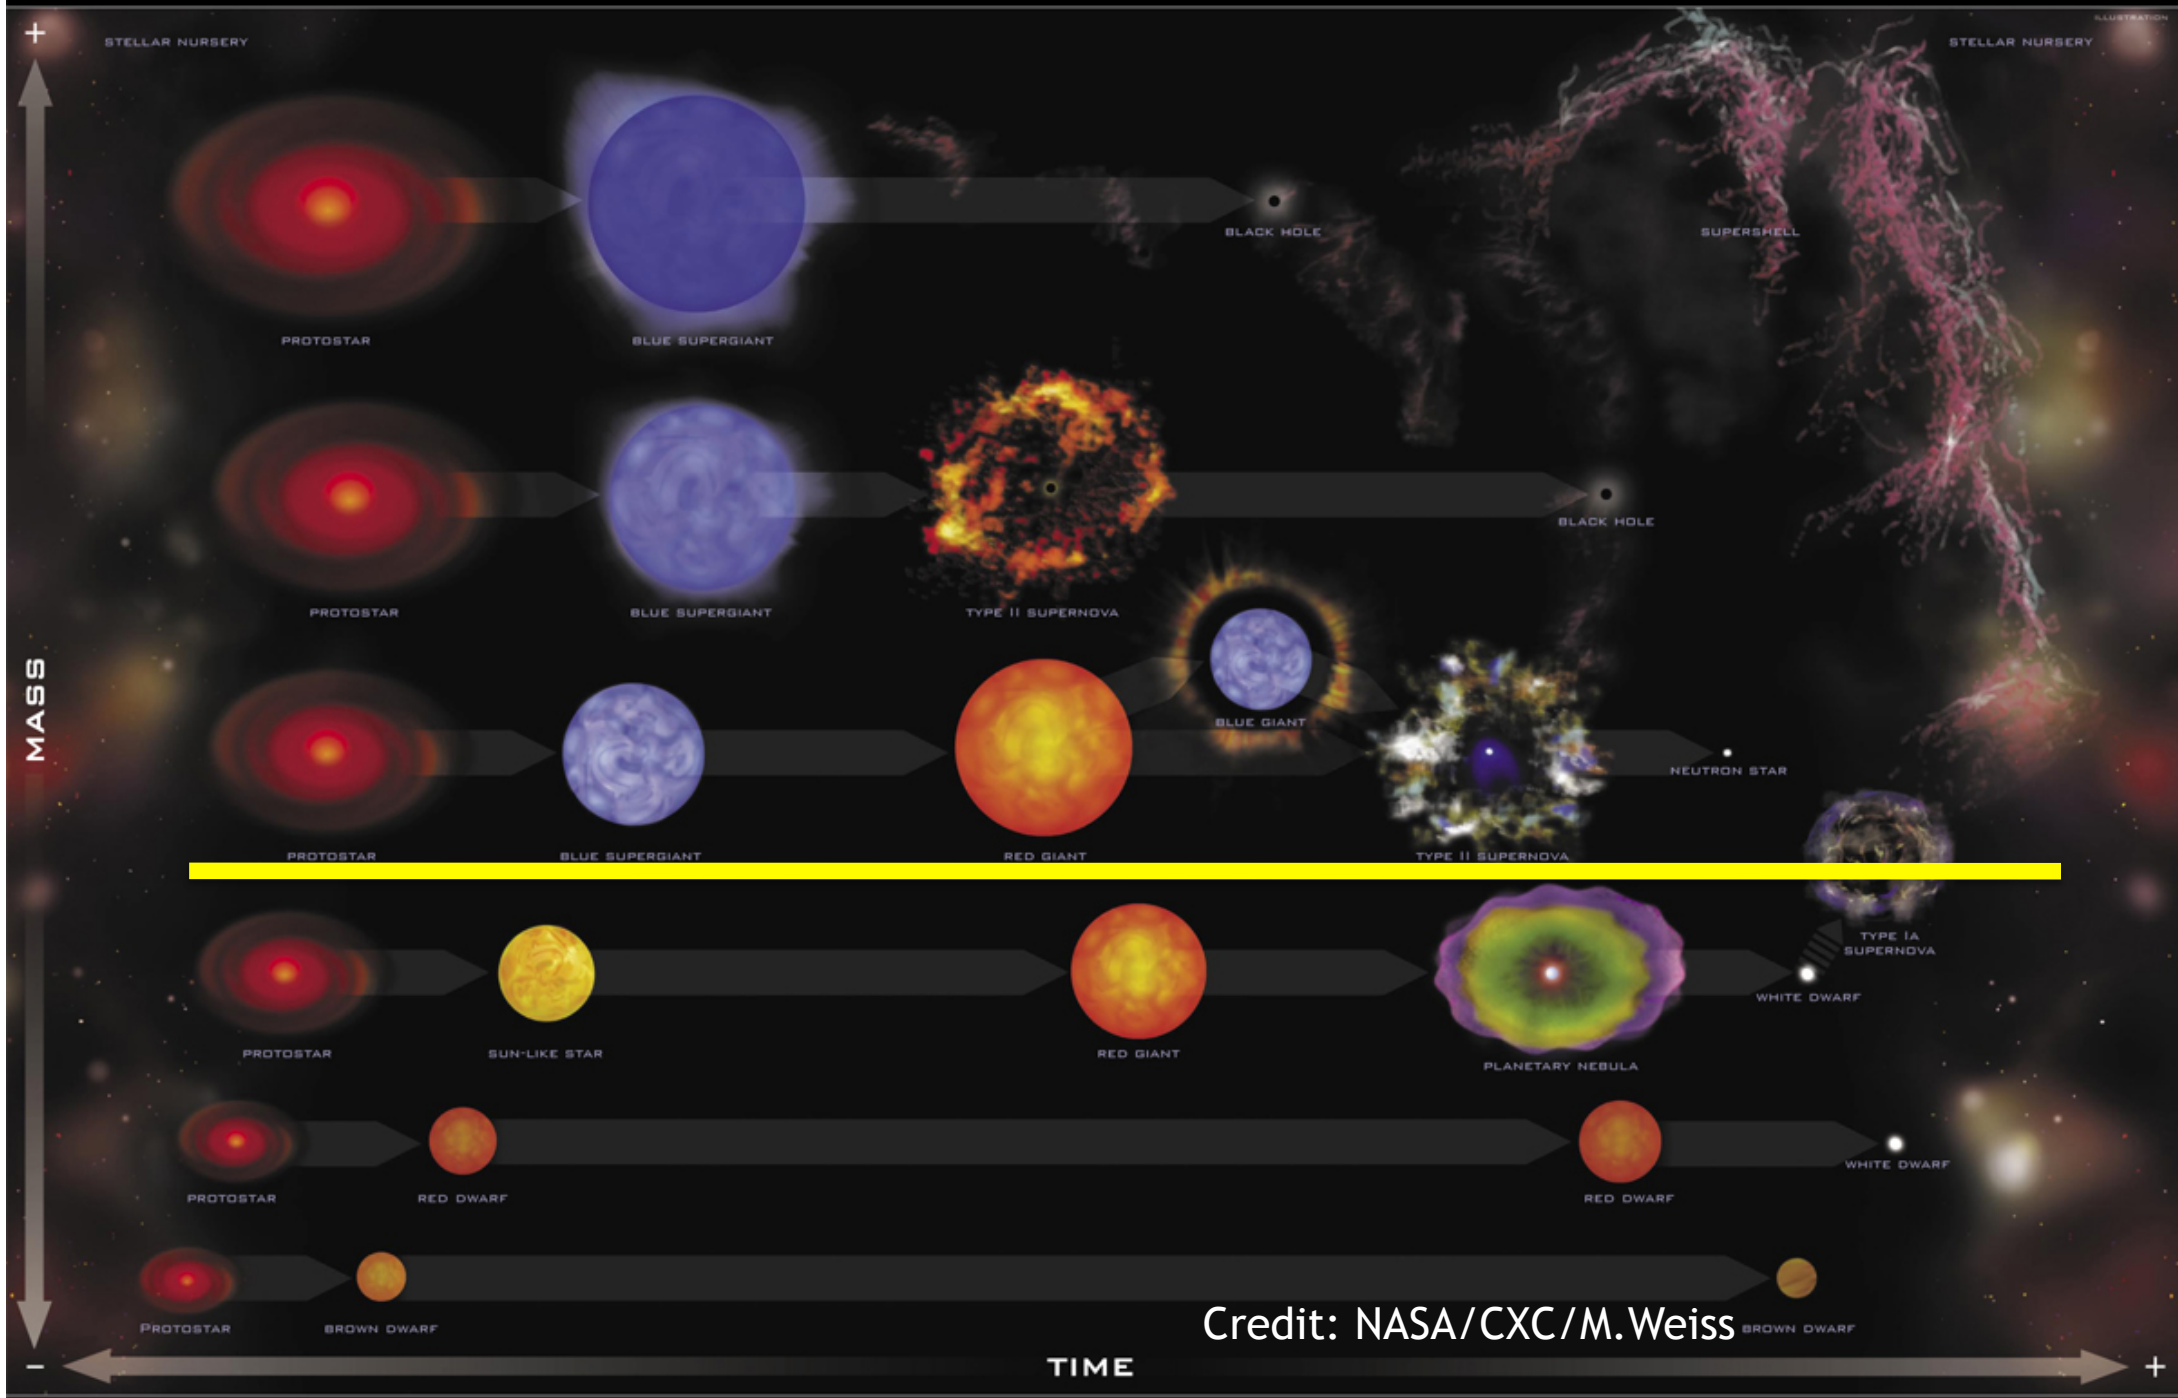 +
ILLUSTRATION
STELLAR NURSERY
STELLAR NURSERY
BLACK HOLE
SUPERSHELL
PROTOSTAR
BLUE SUPERGIANT
BLACK HOLE
PROTOSTAR
BLUE SUPERGIANT
TYPE II SUPERNOVA
MASS
BLUE GIANT
NEUTRON STAR
PROTOSTAR
BLUE SUPERGIANT
RED GIANT
TYPE II SUPERNOVA
TYPE IA
SUPERNOVA
WHITE DWARF
PROTOSTAR
SUN-LIKE STAR
RED GIANT
PLANETARY NEBULA
WHITE DWARF
PROTOSTAR
RED DWARF
RED DWARF
Credit: NASA/CXC/M.Weiss
PROTOSTAR
BROWN DWARF
BROWN DWARF
–
TIME
+